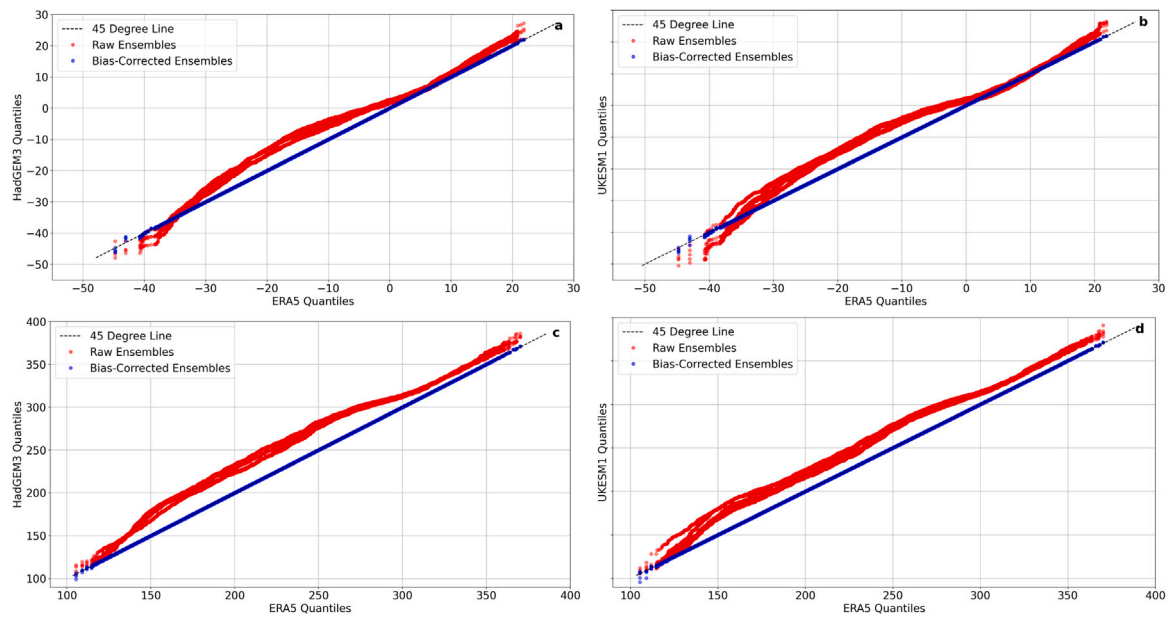 a
45 Degree Line
Raw Ensembles
Bias-Corrected Ensembles
HadGEM3 Quantiles
30
20
10
0
−10
−20
−30
−40
−50
−50 −40 −30 −20 −10 0 10 20 30
ERA5 Quantiles
b
45 Degree Line
Raw Ensembles
Bias-Corrected Ensembles
UKESM1 Quantiles
−50 −40 −30 −20 −10 0 10 20 30
ERA5 Quantiles
c
45 Degree Line
Raw Ensembles
Bias-Corrected Ensembles
HadGEM3 Quantiles
400
350
300
250
200
150
100
100 150 200 250 300 350 400
ERA5 Quantiles
d
45 Degree Line
Raw Ensembles
Bias-Corrected Ensembles
UKESM1 Quantiles
100 150 200 250 300 350 400
ERA5 Quantiles